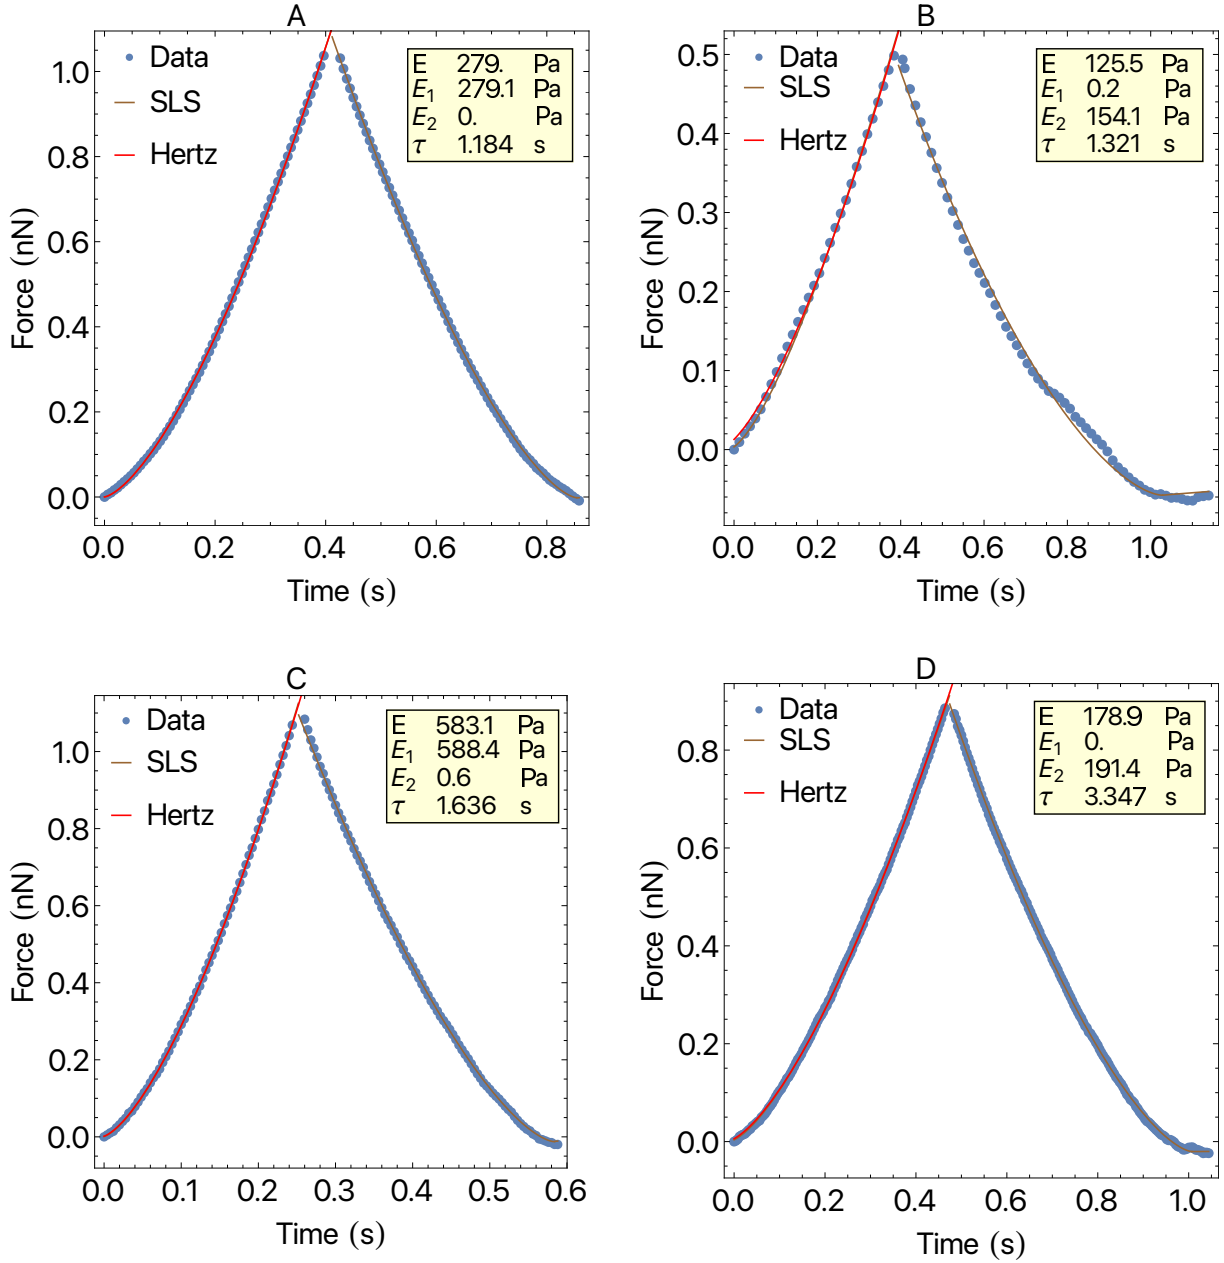 A
Data
SLS
Hertz
E 279. Pa
E₁ 279.1 Pa
E₂ 0. Pa
τ 1.184 s
1.0
0.8
0.6
0.4
0.2
0.0
Force (nN)
0.0 0.2 0.4 0.6 0.8
Time (s)
B
Data
SLS
Hertz
E 125.5 Pa
E₁ 0.2 Pa
E₂ 154.1 Pa
τ 1.321 s
0.5
0.4
0.3
0.2
0.1
0.0
Force (nN)
0.0 0.2 0.4 0.6 0.8 1.0
Time (s)
C
Data
SLS
Hertz
E 583.1 Pa
E₁ 588.4 Pa
E₂ 0.6 Pa
τ 1.636 s
1.0
0.8
0.6
0.4
0.2
0.0
Force (nN)
0.0 0.1 0.2 0.3 0.4 0.5 0.6
Time (s)
D
Data
SLS
Hertz
E 178.9 Pa
E₁ 0. Pa
E₂ 191.4 Pa
τ 3.347 s
0.8
0.6
0.4
0.2
0.0
Force (nN)
0.0 0.2 0.4 0.6 0.8 1.0
Time (s)